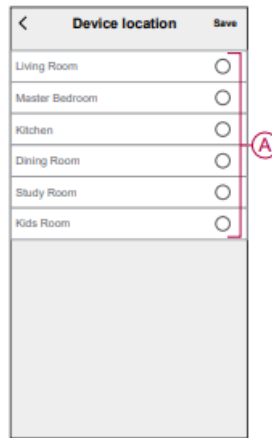 Device location Save
Living Room
Master Bedroom
Kitchen
A
Dining Room
Study Room
Kids Room